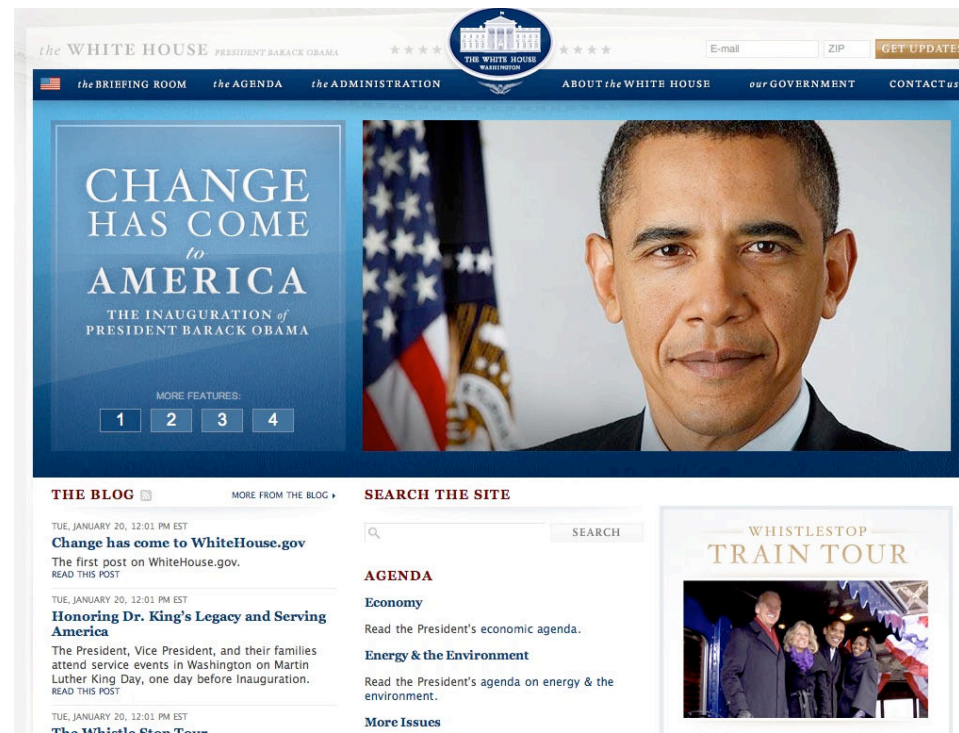 the WHITE HOUSE PRESIDENT BARACK OBAMA
THE WHITE HOUSE
WASHINGTON
E-mail
ZIP
GET UPDATES
the BRIEFING ROOM
the AGENDA
the ADMINISTRATION
ABOUT the WHITE HOUSE
our GOVERNMENT
CONTACT us
CHANGE
HAS COME
to
AMERICA
THE INAUGURATION of
PRESIDENT BARACK OBAMA
MORE FEATURES:
1 2 3 4
THE BLOG
MORE FROM THE BLOG
TUE, JANUARY 20, 12:01 PM EST
Change has come to WhiteHouse.gov
The first post on WhiteHouse.gov.
READ THIS POST
TUE, JANUARY 20, 12:01 PM EST
Honoring Dr. King's Legacy and Serving
America
The President, Vice President, and their families
attend service events in Washington on Martin
Luther King Day, one day before Inauguration.
READ THIS POST
TUE, JANUARY 20, 12:01 PM EST
The Whistle Stop Tour
SEARCH THE SITE
SEARCH
AGENDA
Economy
Read the President's economic agenda.
Energy & the Environment
Read the President's agenda on energy & the
environment.
More Issues
WHISTLESTOP
TRAIN TOUR